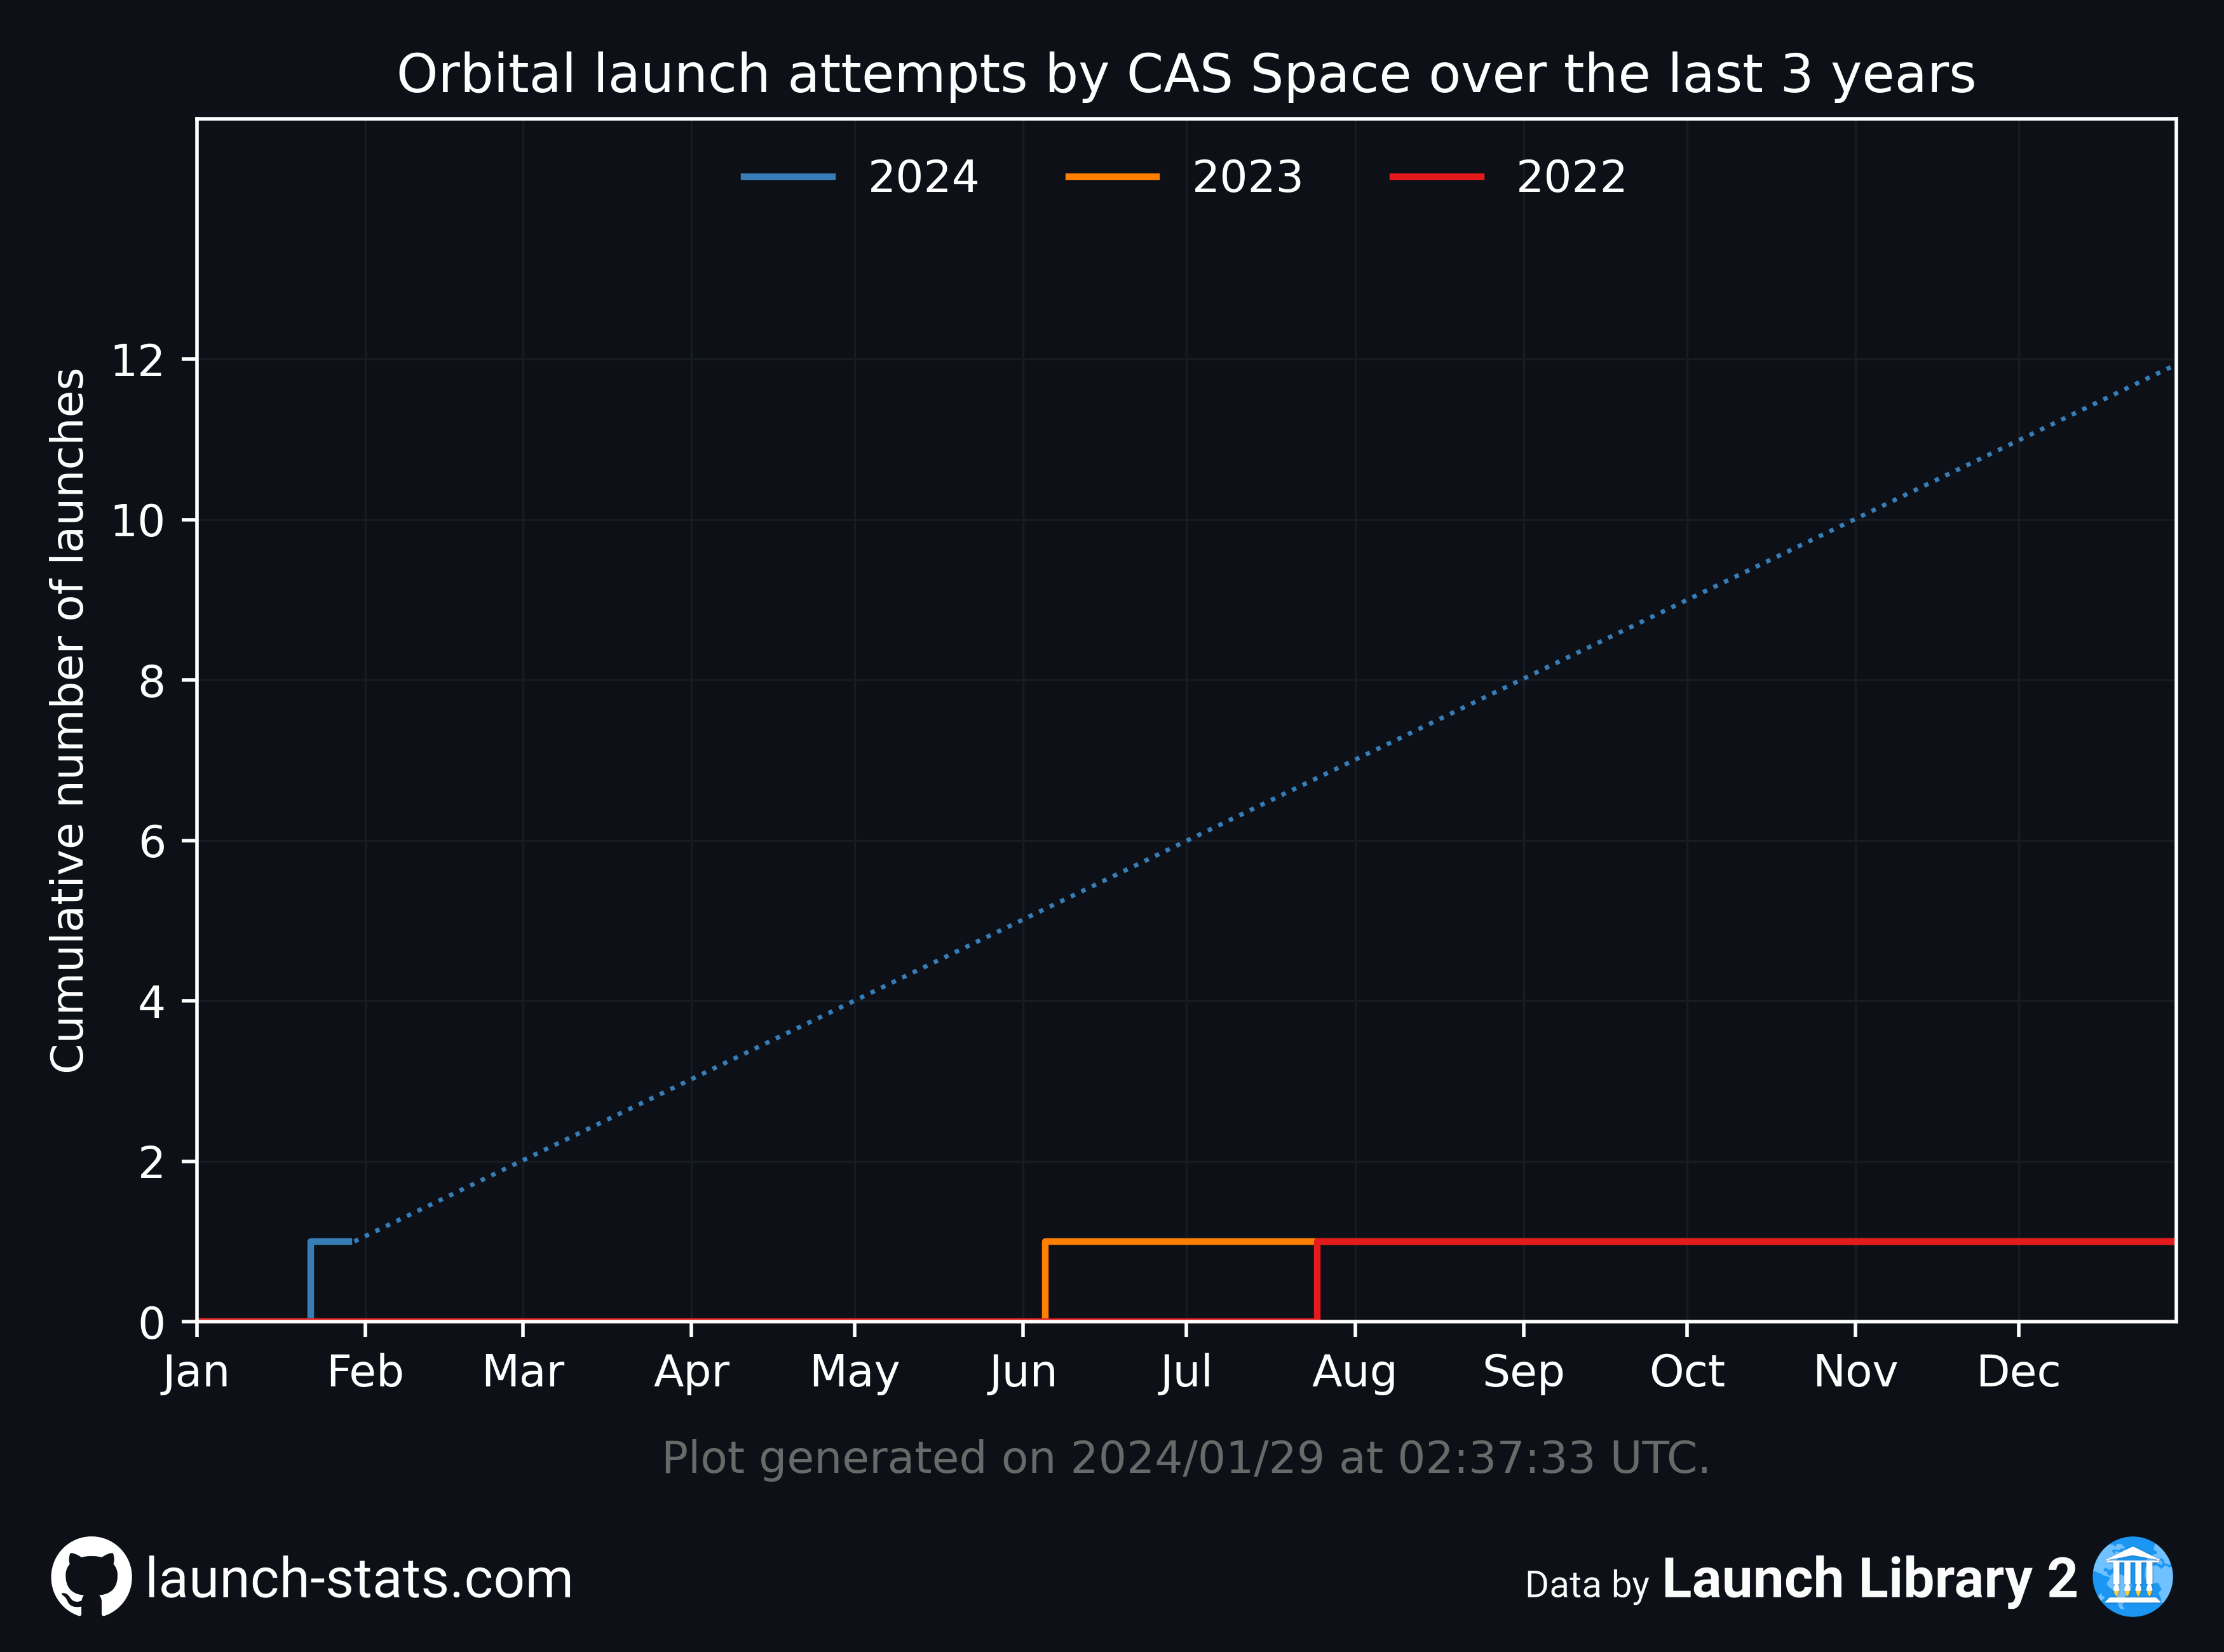 Orbital launch attempts by CAS Space over the last 3 years
2024 2023 2022
Cumulative number of launches
12
10
8
6
4
2
0
Jan Feb Mar Apr May Jun Jul Aug Sep Oct Nov Dec
Plot generated on 2024/01/29 at 02:37:33 UTC.
launch-stats.com
Data by Launch Library 2